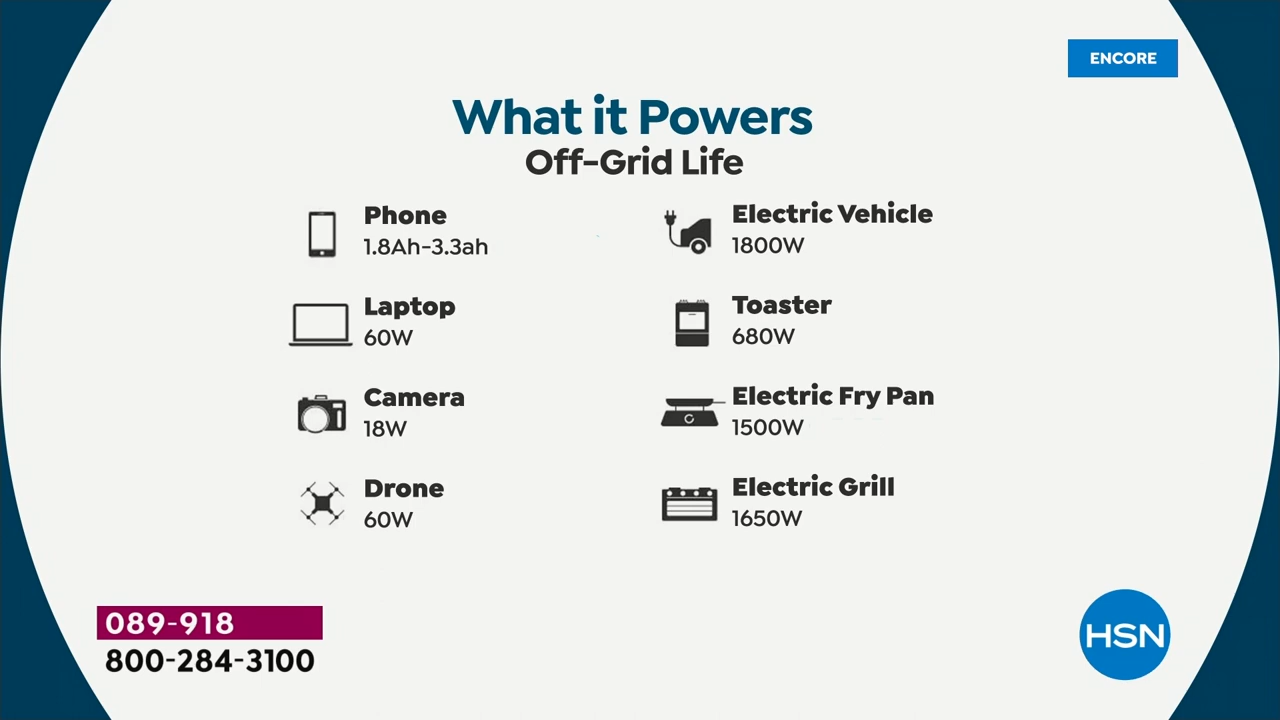 ENCORE
What it Powers
Off-Grid Life
Phone
1.8Ah-3.3ah
Laptop
60W
Camera
18W
Drone
60W
Electric Vehicle
1800W
Toaster
680W
Electric Fry Pan
1500W
Electric Grill
1650W
089-918
800-284-3100
HSN